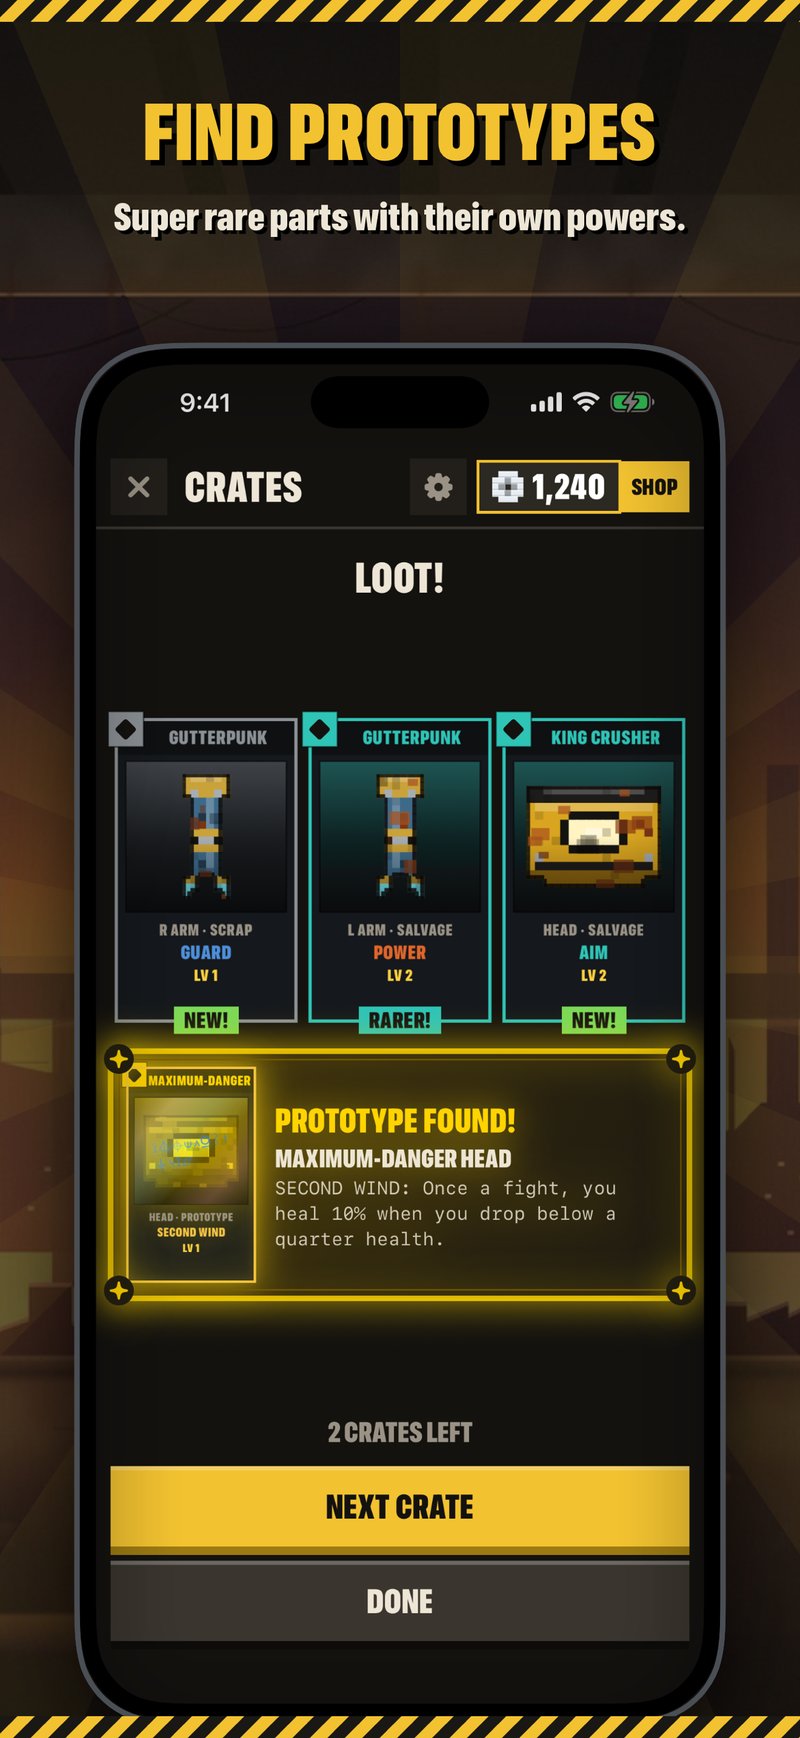 FIND PROTOTYPES
Super rare parts with their own powers.
9:41
CRATES
1,240
SHOP
LOOT!
GUTTERPUNK
R ARM · SCRAP
GUARD
LV 1
NEW!
GUTTERPUNK
L ARM · SALVAGE
POWER
LV 2
RARER!
KING CRUSHER
HEAD · SALVAGE
AIM
LV 2
NEW!
MAXIMUM-DANGER
HEAD · PROTOTYPE
SECOND WIND
LV 1
PROTOTYPE FOUND!
MAXIMUM-DANGER HEAD
SECOND WIND: Once a fight, you
heal 10% when you drop below a
quarter health.
2 CRATES LEFT
NEXT CRATE
DONE